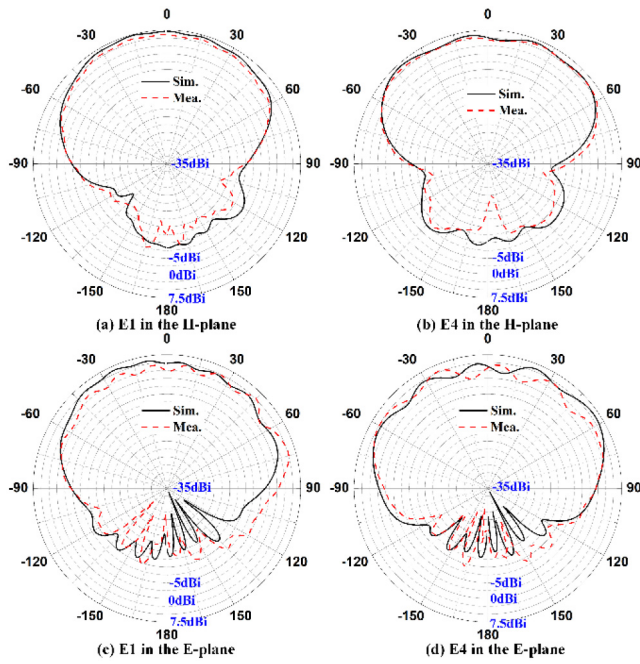 0
-30
30
Sim.
Mea.
-60
60
-90
-35dBi
90
-120
120
-5dBi
0dBi
-150
150
7.5dBi
180
(a) E1 in the H-plane
0
-30
30
Sim.
Mea.
-60
60
-90
-35dBi
90
-120
120
-5dBi
0dBi
-150
150
7.5dBi
180
(b) E4 in the H-plane
0
-30
30
Sim.
Mea.
-60
60
-90
-35dBi
90
-120
120
-5dBi
0dBi
-150
150
7.5dBi
180
(c) E1 in the E-plane
0
-30
30
Sim.
Mea.
-60
60
-90
-35dBi
90
-120
120
-5dBi
0dBi
-150
150
7.5dBi
180
(d) E4 in the E-plane